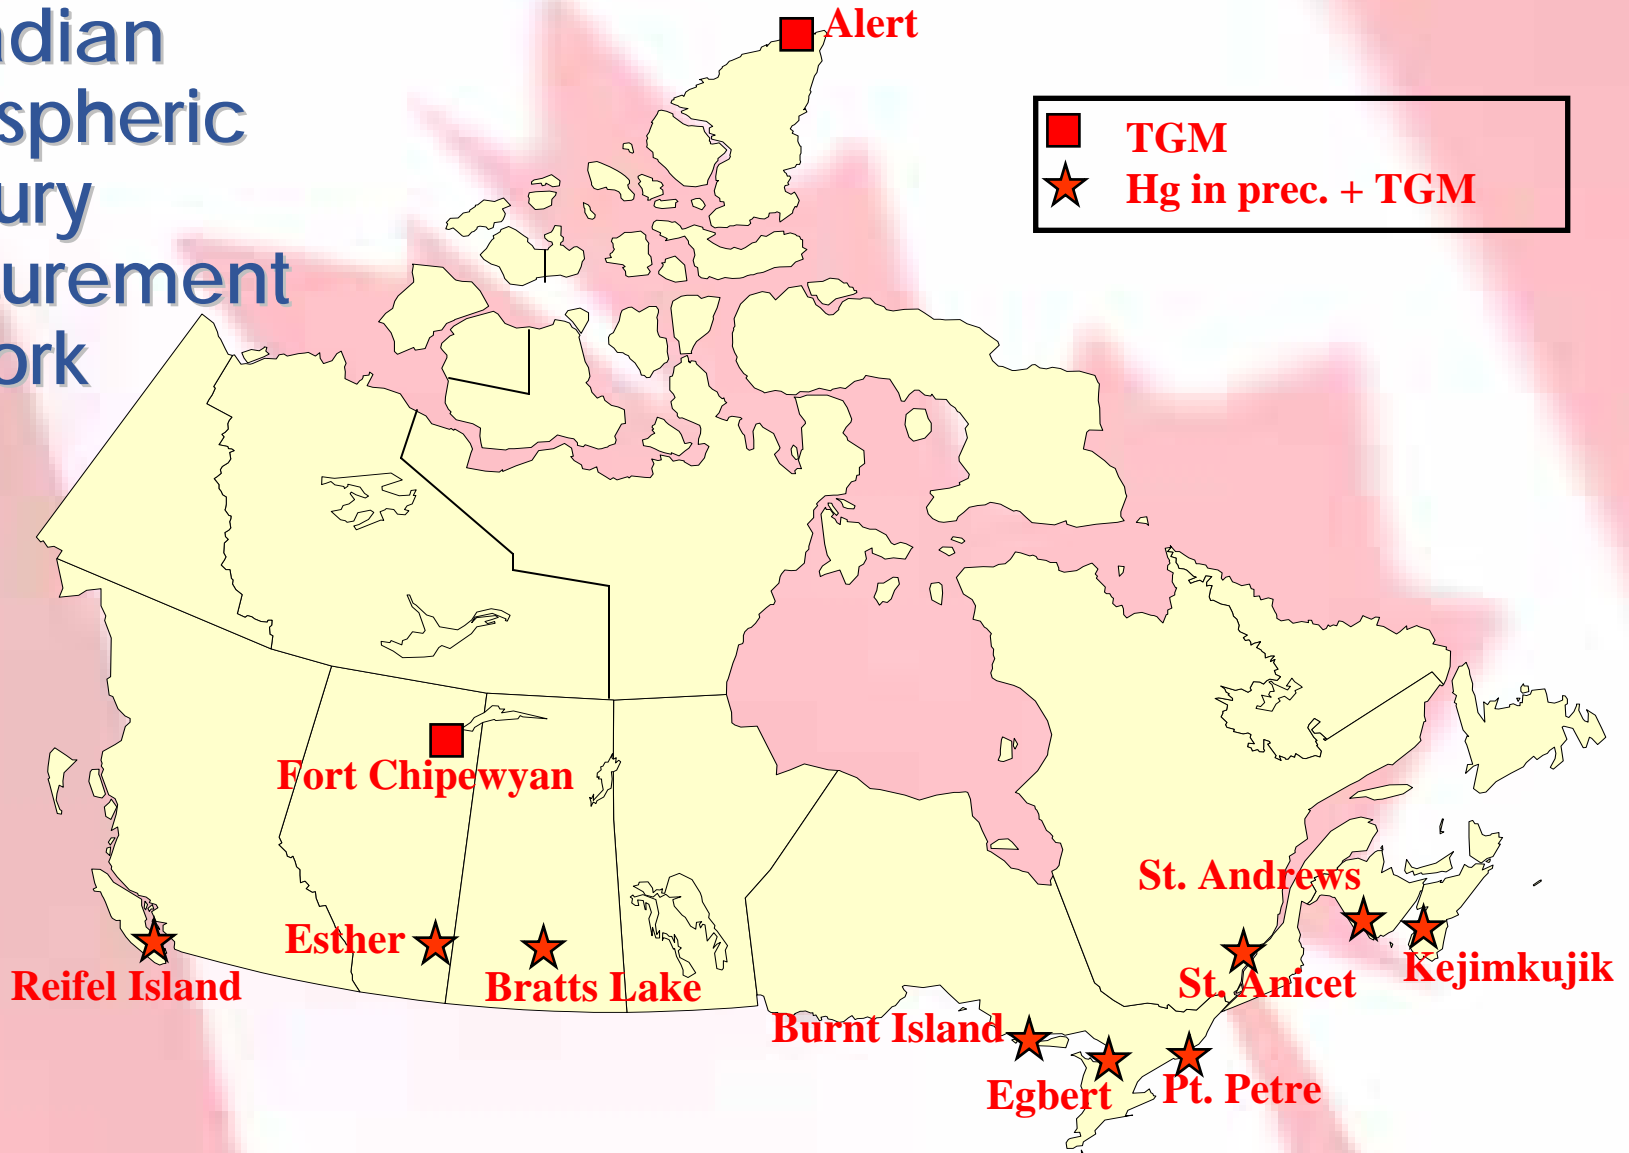 adian
spheric
ury
urement
ork
Alert
TGM
Hg in prec. + TGM
Fort Chipewyan
St. Andrews
Esther
Reifel Island
Bratts Lake
St. Anicet
Kejimkujik
Burnt Island
Egbert
Pt. Petre